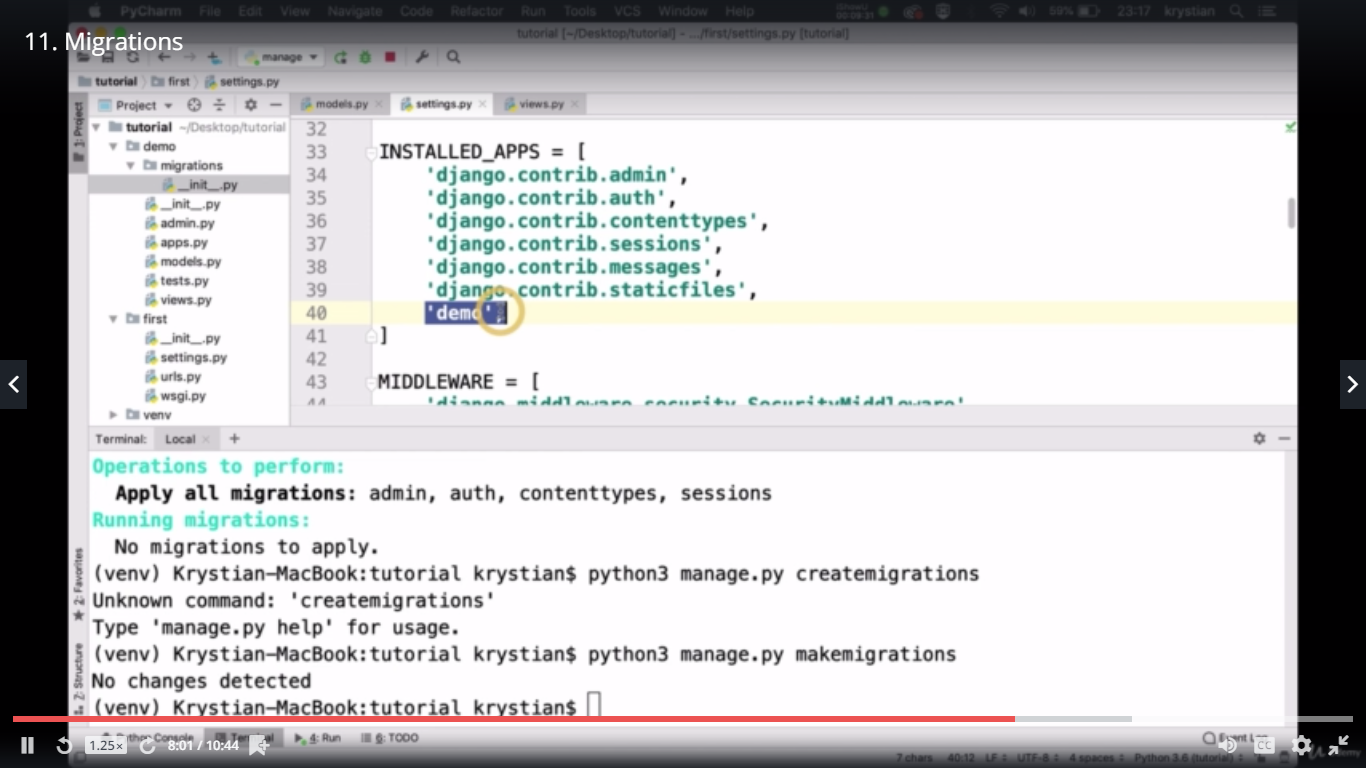 PyCharm File Edit View Navigate Code Refactor Run Tools VCS Window Help 59% 23:17 krystian
tutorial [~/Desktop/tutorial] - .../first/settings.py [tutorial]
11. Migrations
manage
tutorial first settings.py
Project models.py settings.py views.py
1: Project
tutorial ~/Desktop/tutorial
demo
migrations
__init__.py
__init__.py
admin.py
apps.py
models.py
tests.py
views.py
first
__init__.py
settings.py
urls.py
wsgi.py
venv
32
33 INSTALLED_APPS = [
34 'django.contrib.admin',
35 'django.contrib.auth',
36 'django.contrib.contenttypes',
37 'django.contrib.sessions',
38 'django.contrib.messages',
39 'django.contrib.staticfiles',
40 'demo',
41 ]
42
43 MIDDLEWARE = [
44 'django.middleware.security.SecurityMiddleware',
Terminal: Local +
Operations to perform:
Apply all migrations: admin, auth, contenttypes, sessions
Running migrations:
No migrations to apply.
(venv) Krystian-MacBook:tutorial krystian$ python3 manage.py createmigrations
Unknown command: 'createmigrations'
Type 'manage.py help' for usage.
(venv) Krystian-MacBook:tutorial krystian$ python3 manage.py makemigrations
No changes detected
(venv) Krystian-MacBook:tutorial krystian$
2: Favorites
7: Structure
Python Console Terminal 4: Run 6: TODO Event Log
1.25x 8:01 / 10:44 CC
7 chars 40:12 LF UTF-8 4 spaces Python 3.6 (tutorial)